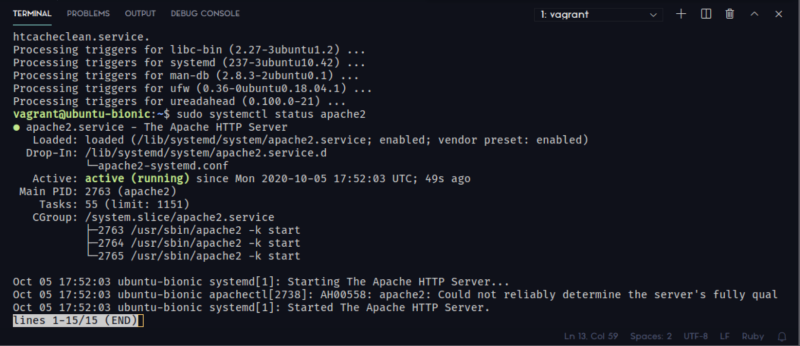 TERMINAL PROBLEMS OUTPUT DEBUG CONSOLE 1: vagrant
htcacheclean.service.
Processing triggers for libc-bin (2.27-3ubuntu1.2) ...
Processing triggers for systemd (237-3ubuntu10.42) ...
Processing triggers for man-db (2.8.3-2ubuntu0.1) ...
Processing triggers for ufw (0.36-0ubuntu0.18.04.1) ...
Processing triggers for ureadahead (0.100.0-21) ...
vagrant@ubuntu-bionic:~$ sudo systemctl status apache2
● apache2.service - The Apache HTTP Server
   Loaded: loaded (/lib/systemd/system/apache2.service; enabled; vendor preset: enabled)
  Drop-In: /lib/systemd/system/apache2.service.d
           └─apache2-systemd.conf
   Active: active (running) since Mon 2020-10-05 17:52:03 UTC; 49s ago
 Main PID: 2763 (apache2)
    Tasks: 55 (limit: 1151)
   CGroup: /system.slice/apache2.service
           ├─2763 /usr/sbin/apache2 -k start
           ├─2764 /usr/sbin/apache2 -k start
           └─2765 /usr/sbin/apache2 -k start
Oct 05 17:52:03 ubuntu-bionic systemd[1]: Starting The Apache HTTP Server...
Oct 05 17:52:03 ubuntu-bionic apachectl[2738]: AH00558: apache2: Could not reliably determine the server's fully qual
Oct 05 17:52:03 ubuntu-bionic systemd[1]: Started The Apache HTTP Server.
lines 1-15/15 (END)
Ln 13, Col 59 Spaces: 2 UTF-8 LF Ruby